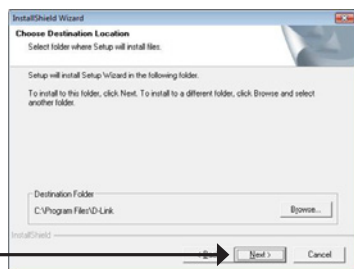 InstallShield Wizard
Choose Destination Location
Select folder where Setup will install files.
Setup will install Setup Wizard in the following folder.
To install to this folder, click Next. To install to a different folder, click Browse and select
another folder.
Destination Folder
C:\Program Files\D-Link
Browse...
InstallShield
Next >
Cancel